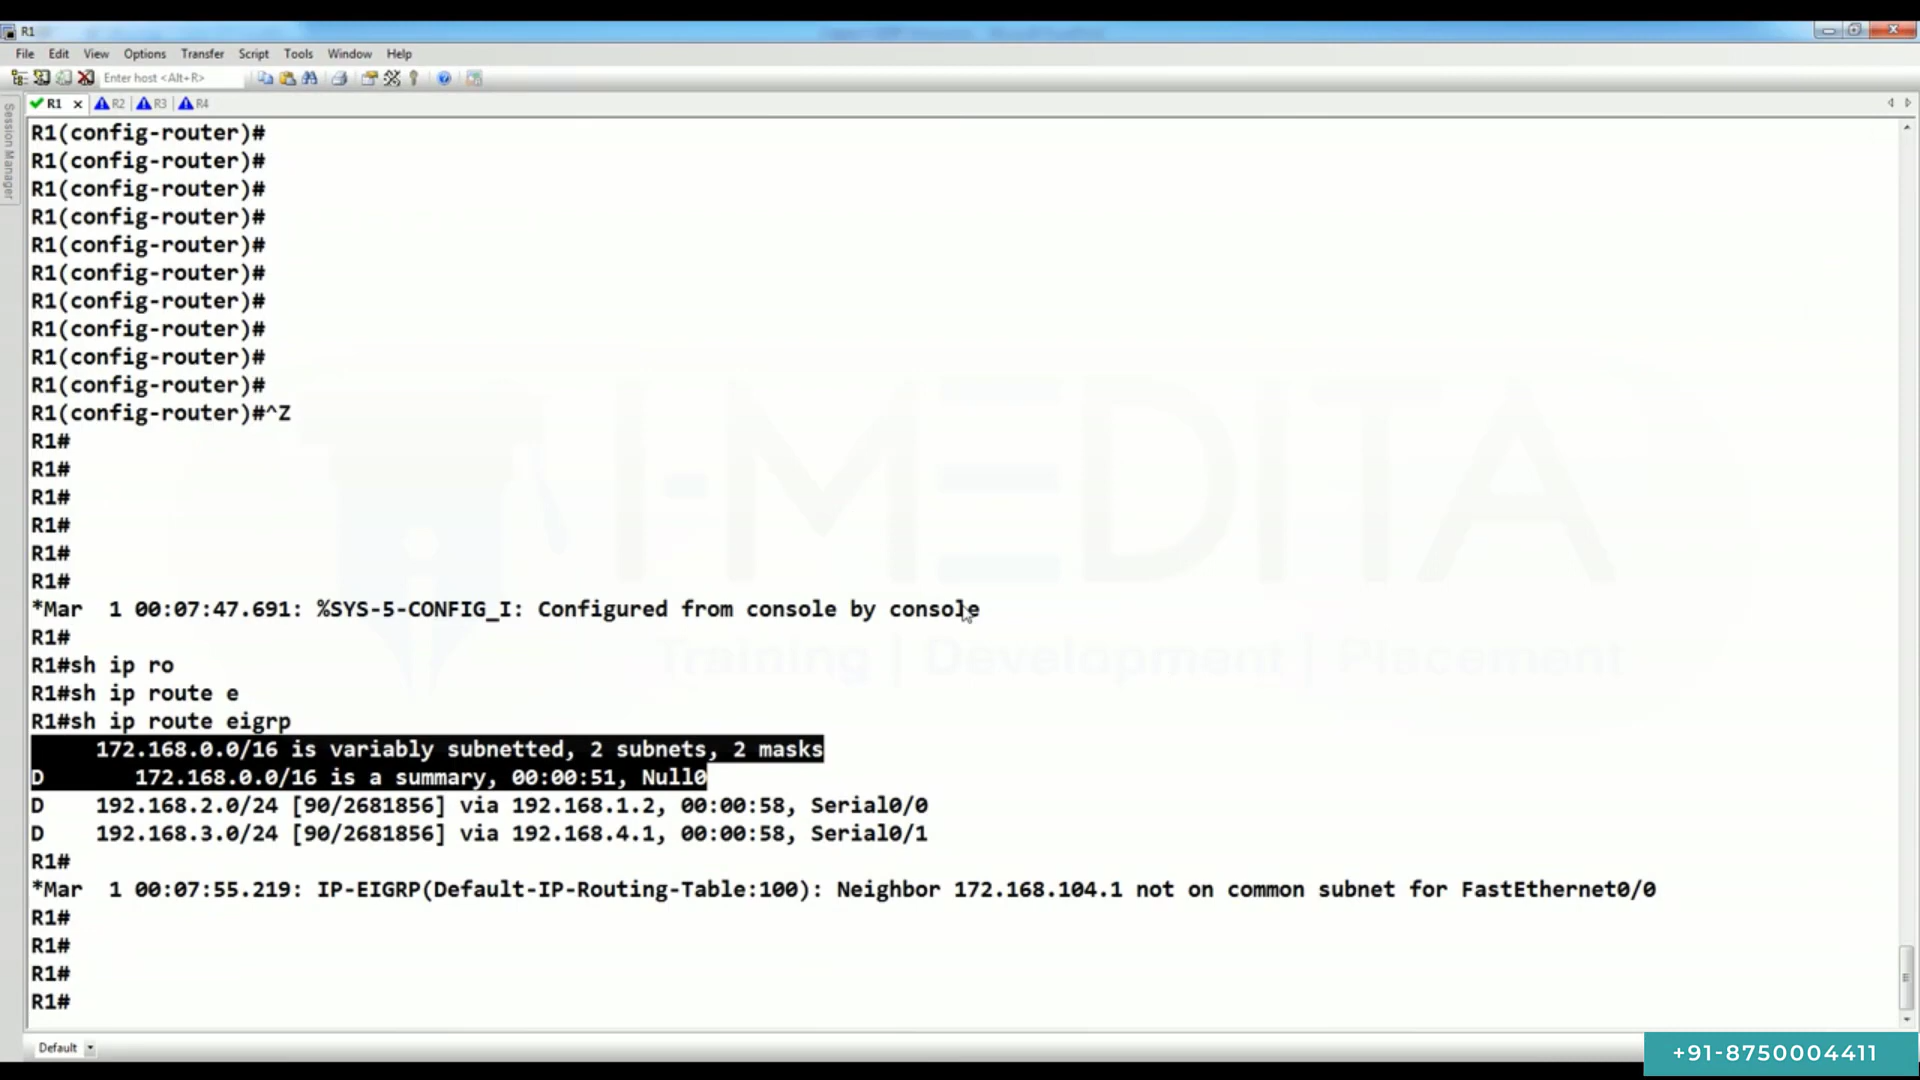 R1
File Edit View Options Transfer Script Tools Window Help
Enter host <Alt+R>
R1 R2 R3 R4
Session Manager
R1(config-router)#
R1(config-router)#
R1(config-router)#
R1(config-router)#
R1(config-router)#
R1(config-router)#
R1(config-router)#
R1(config-router)#
R1(config-router)#
R1(config-router)#
R1(config-router)#^Z
R1#
R1#
R1#
R1#
R1#
R1#
*Mar  1 00:07:47.691: %SYS-5-CONFIG_I: Configured from console by console
R1#
R1#sh ip ro
R1#sh ip route e
R1#sh ip route eigrp
     172.168.0.0/16 is variably subnetted, 2 subnets, 2 masks
D       172.168.0.0/16 is a summary, 00:00:51, Null0
D    192.168.2.0/24 [90/2681856] via 192.168.1.2, 00:00:58, Serial0/0
D    192.168.3.0/24 [90/2681856] via 192.168.4.1, 00:00:58, Serial0/1
R1#
*Mar  1 00:07:55.219: IP-EIGRP(Default-IP-Routing-Table:100): Neighbor 172.168.104.1 not on common subnet for FastEthernet0/0
R1#
R1#
R1#
R1#
I-MEDITA
Training | Development | Placement
Default
+91-8750004411